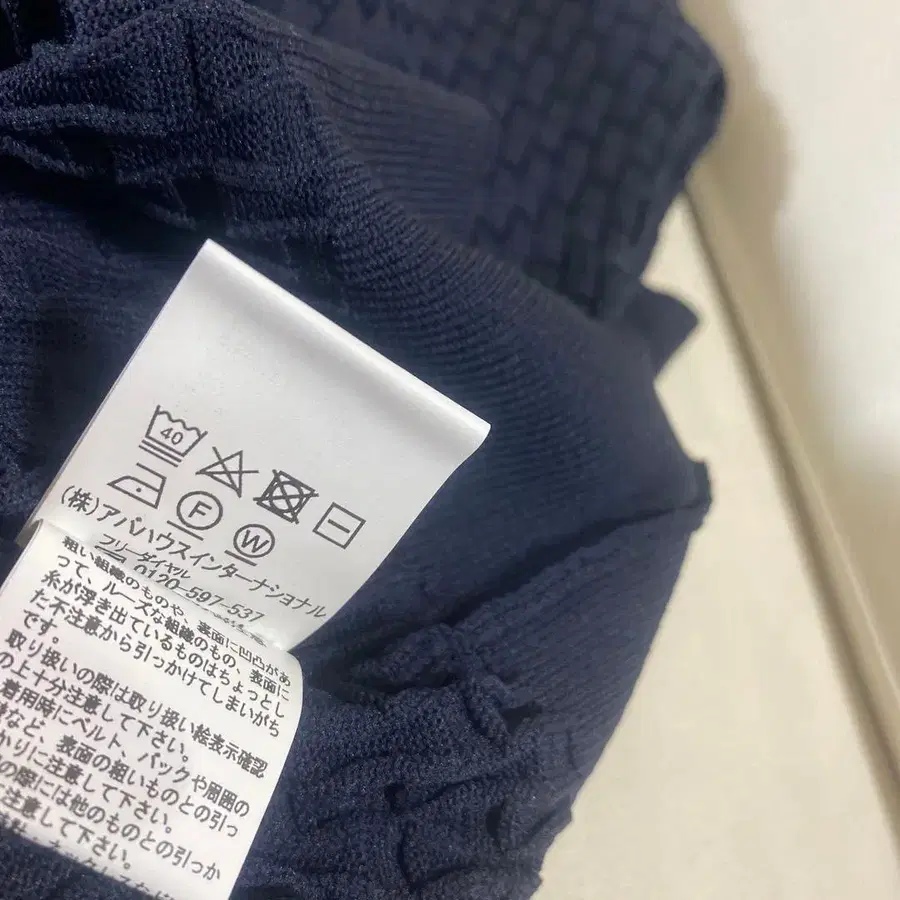 40
F W
(株)アバハウスインターナショナル
フリーダイヤル
0120-597-537
粗い組織のものや、表面に凹凸があ
って、ルーズな組織のもの、表面に
糸が浮き出ているものはちょっとし
た不注意から引っかけてしまいがち
です。
取り扱いの際は取り扱い絵表示確認
の上十分注意して下さい。
着用時にベルト、バックや周囲の
など、表面の粗いものとの引っ
かりに注意して下さい。
の際には他のものとの引っか
注意して下さい。